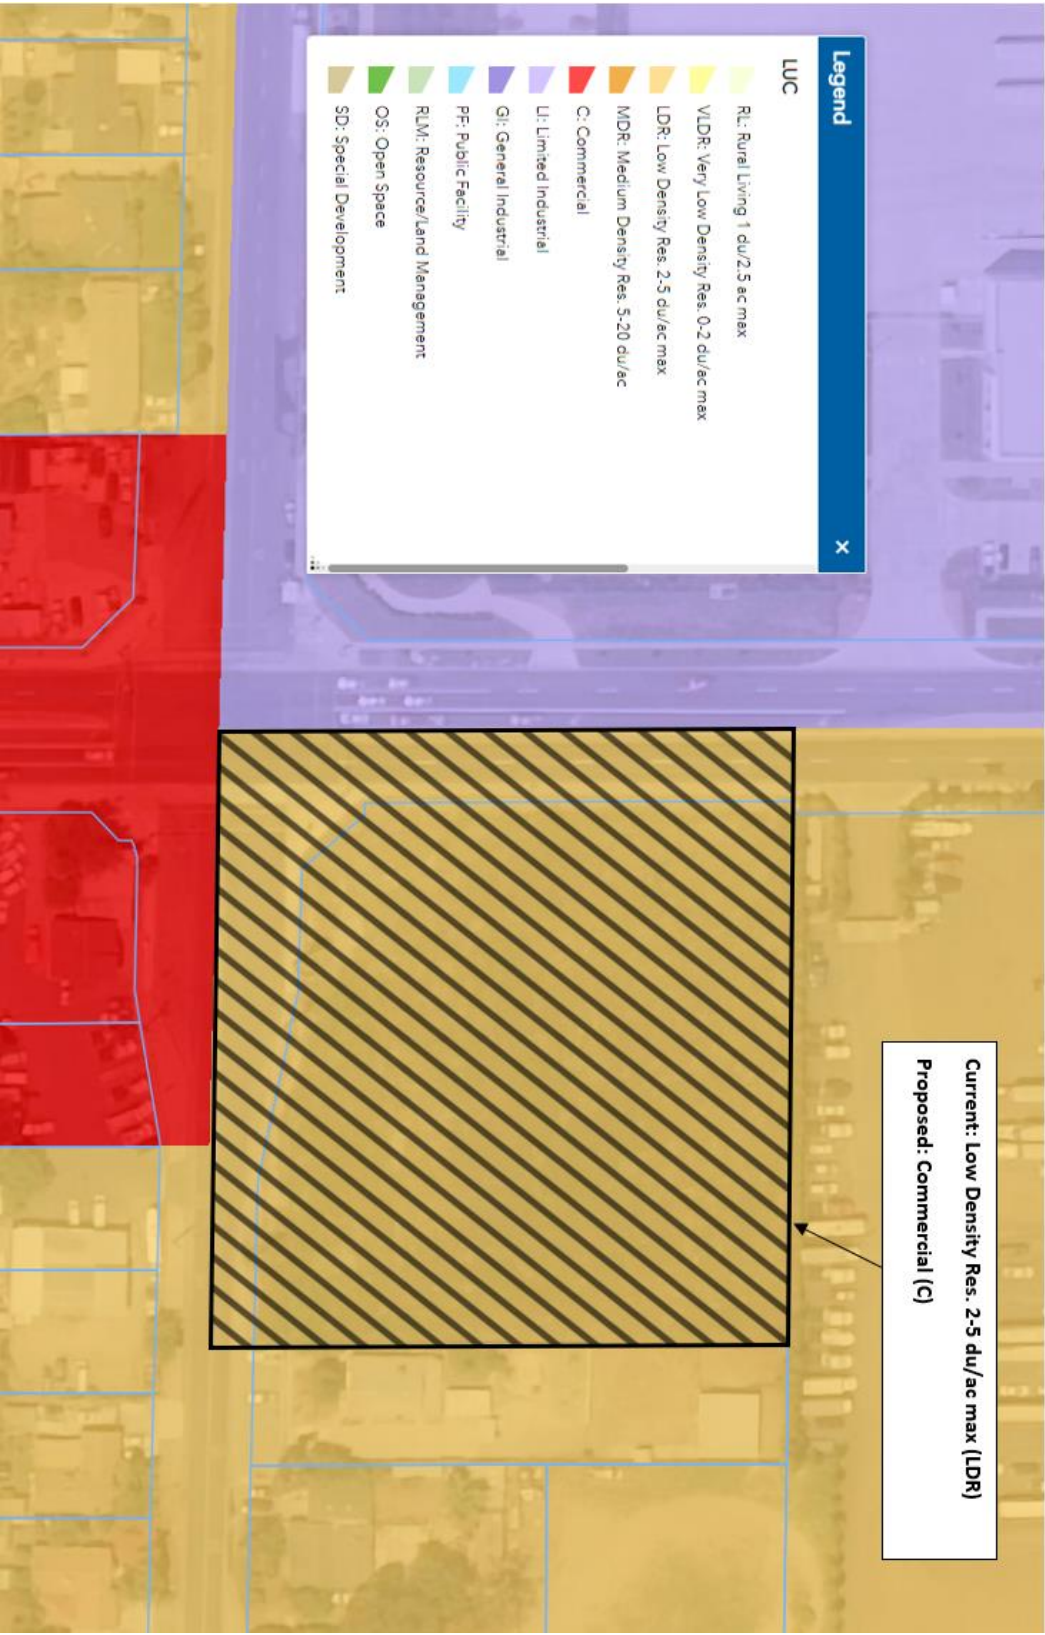 Legend
LUC
RL: Rural Living 1 du/2.5 ac max
VLDR: Very Low Density Res. 0-2 du/ac max
LDR: Low Density Res. 2-5 du/ac max
MDR: Medium Density Res. 5-20 du/ac
C: Commercial
LI: Limited Industrial
GI: General Industrial
PF: Public Facility
RLM: Resource/Land Management
OS: Open Space
SD: Special Development
Current: Low Density Res. 2-5 du/ac max (LDR)
Proposed: Commercial (C)